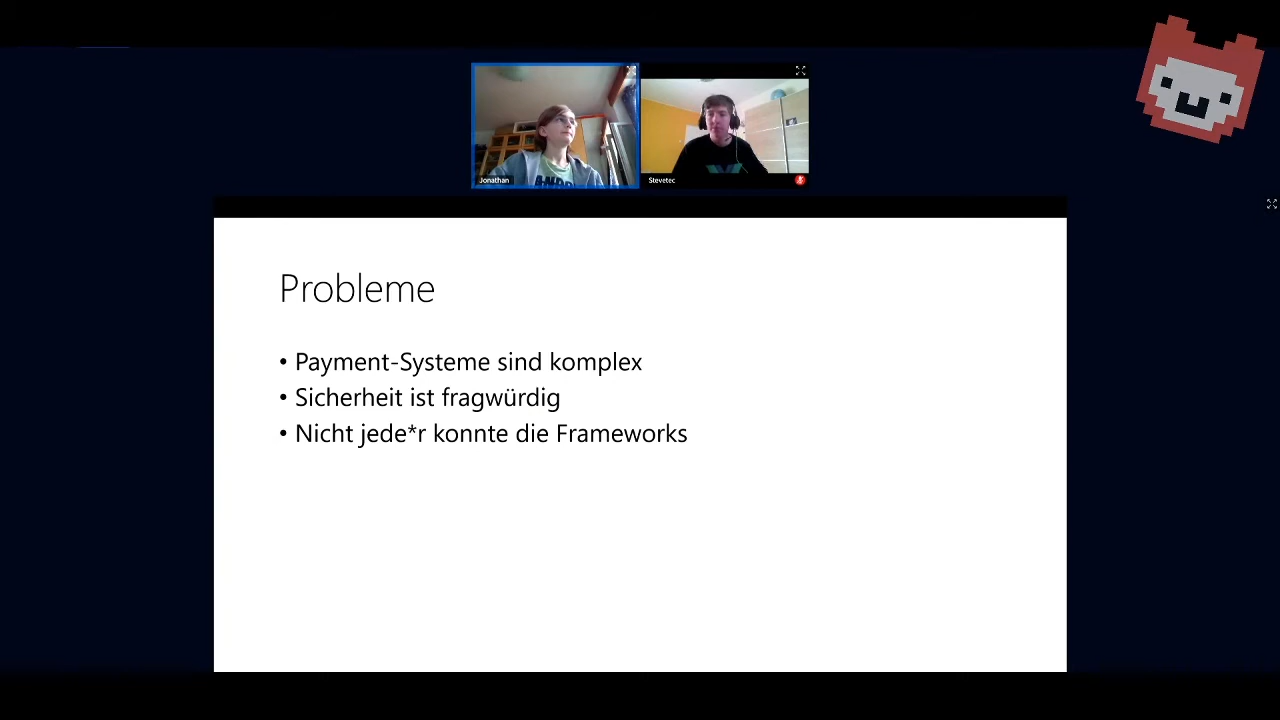 Jonathan
Stevetec
Probleme
• Payment-Systeme sind komplex
• Sicherheit ist fragwürdig
• Nicht jede*r konnte die Frameworks